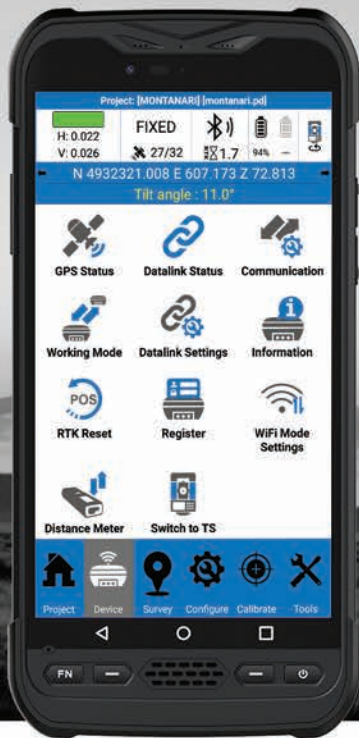 Project: [MONTANARI] [montanari.pd]
H: 0.022
V: 0.026
FIXED
27/32
1.7
94%
--
N 4932321.008 E 607.173 Z 72.813
Tilt angle : 11.0°
GPS Status
Datalink Status
Communication
Working Mode
Datalink Settings
Information
POS
RTK Reset
Register
WiFi Mode
Settings
Distance Meter
Switch to TS
Project
Device
Survey
Configure
Calibrate
Tools
FN